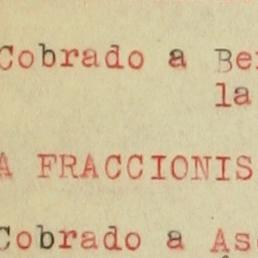 Cobrado a Be
la
A FRACCIONIS
Cobrado a As